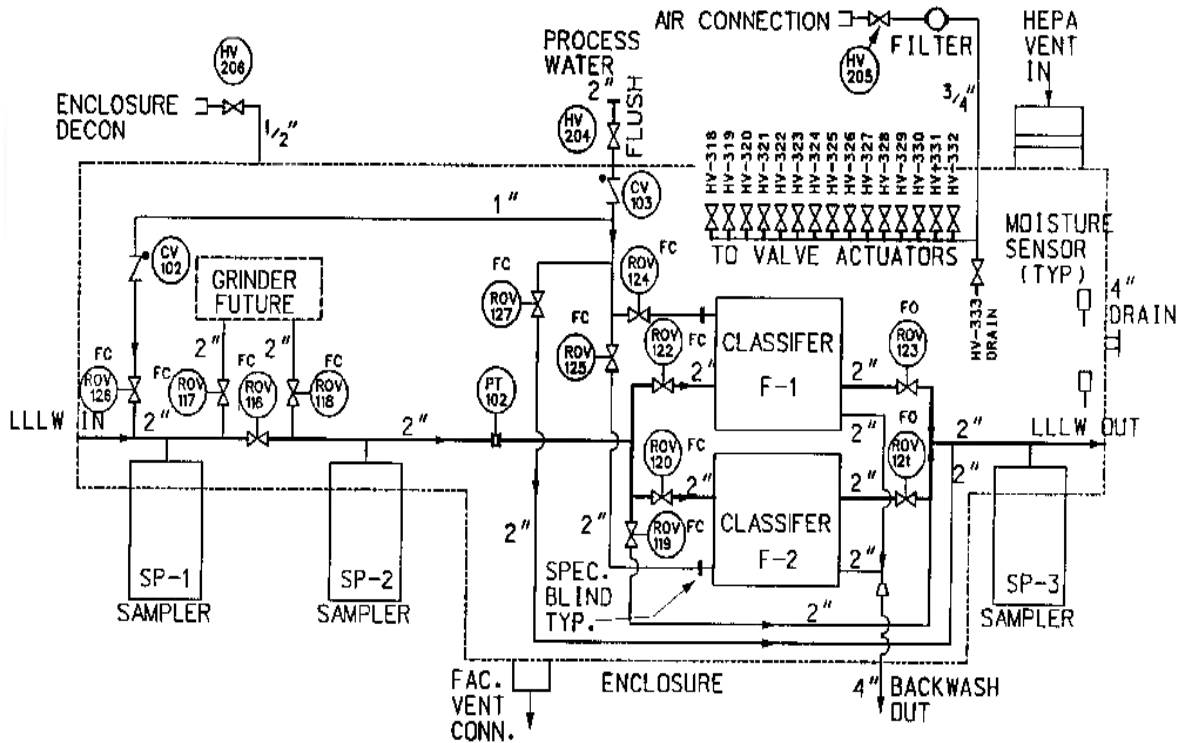 AIR CONNECTION
FILTER
HV
205
3/4"
HEPA
VENT
IN
PROCESS
WATER
2"
FLUSH
HV
204
HV
206
ENCLOSURE
DECON
1/2"
HV-318
HV-319
HV-320
HV-321
HV-322
HV-323
HV-324
HV-325
HV-326
HV-327
HV-328
HV-329
HV-330
HV-331
HV-332
TO VALVE ACTUATORS
HV-333
DRAIN
MOISTURE
SENSOR
(TYP)
4"
DRAIN
CV
103
1"
CV
102
GRINDER
FUTURE
2"
2"
FC
ROV
126
FC
ROV
117
FC
ROV
116
FC
ROV
118
LLLW IN
2"
2"
PT
102
FC
ROV
127
FC
ROV
124
FC
ROV
125
ROV
122
FC
2"
CLASSIFER
F-1
2"
FO
ROV
123
2"
ROV
120
FC
2"
CLASSIFER
F-2
2"
FO
ROV
121
2"
ROV
119
FC
2"
LLLW OUT
2"
2"
2"
SPEC.
BLIND
TYP.
2"
SP-1
SAMPLER
SP-2
SAMPLER
SP-3
SAMPLER
FAC.
VENT
CONN.
ENCLOSURE
4"
BACKWASH
OUT